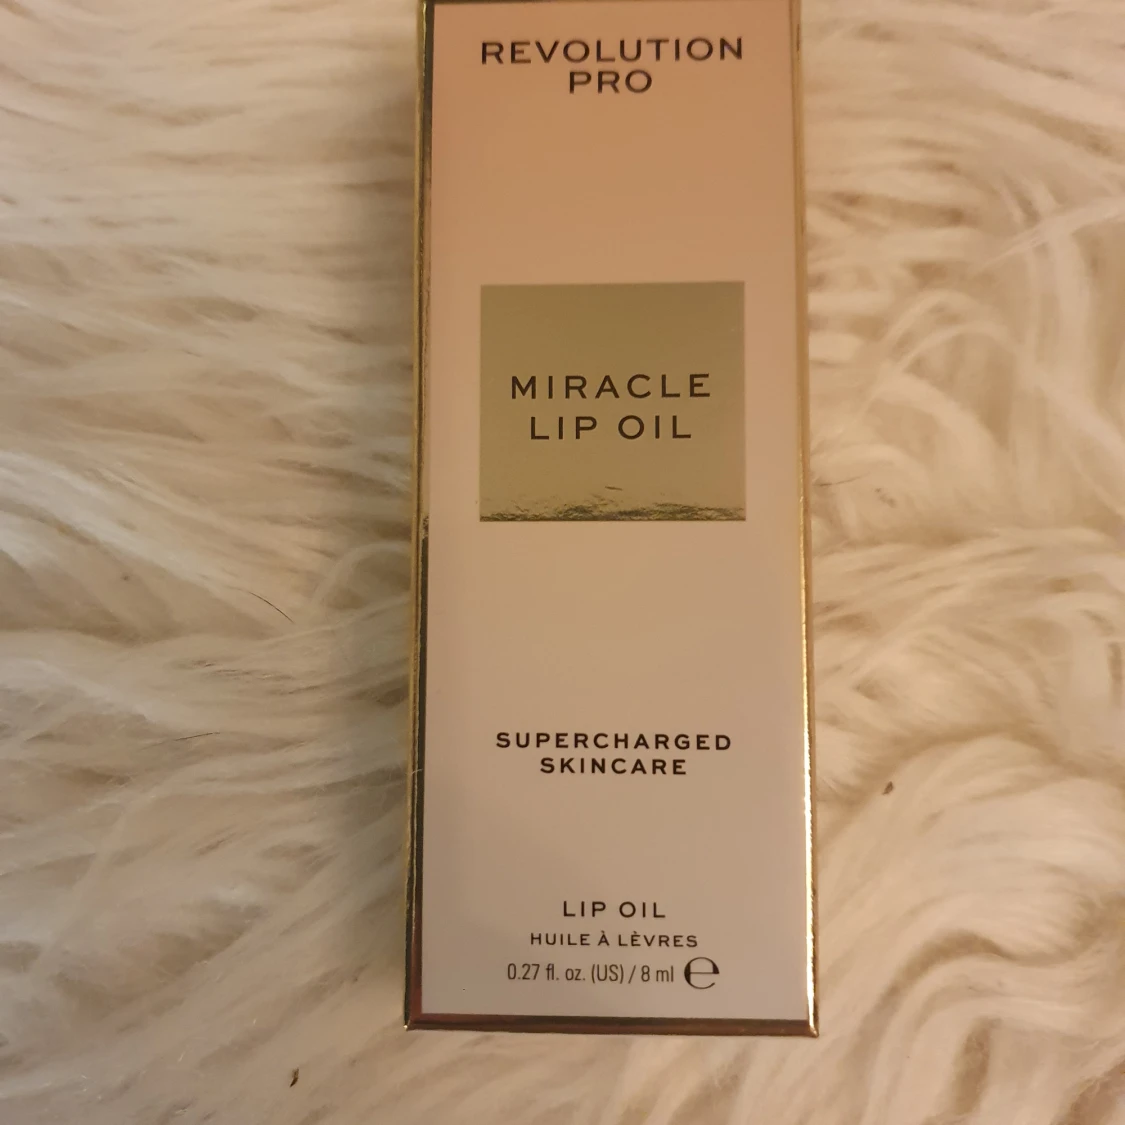 REVOLUTION
PRO
MIRACLE
LIP OIL
SUPERCHARGED
SKINCARE
LIP OIL
HUILE À LÈVRES
0.27 fl. oz. (US) / 8 ml ℮